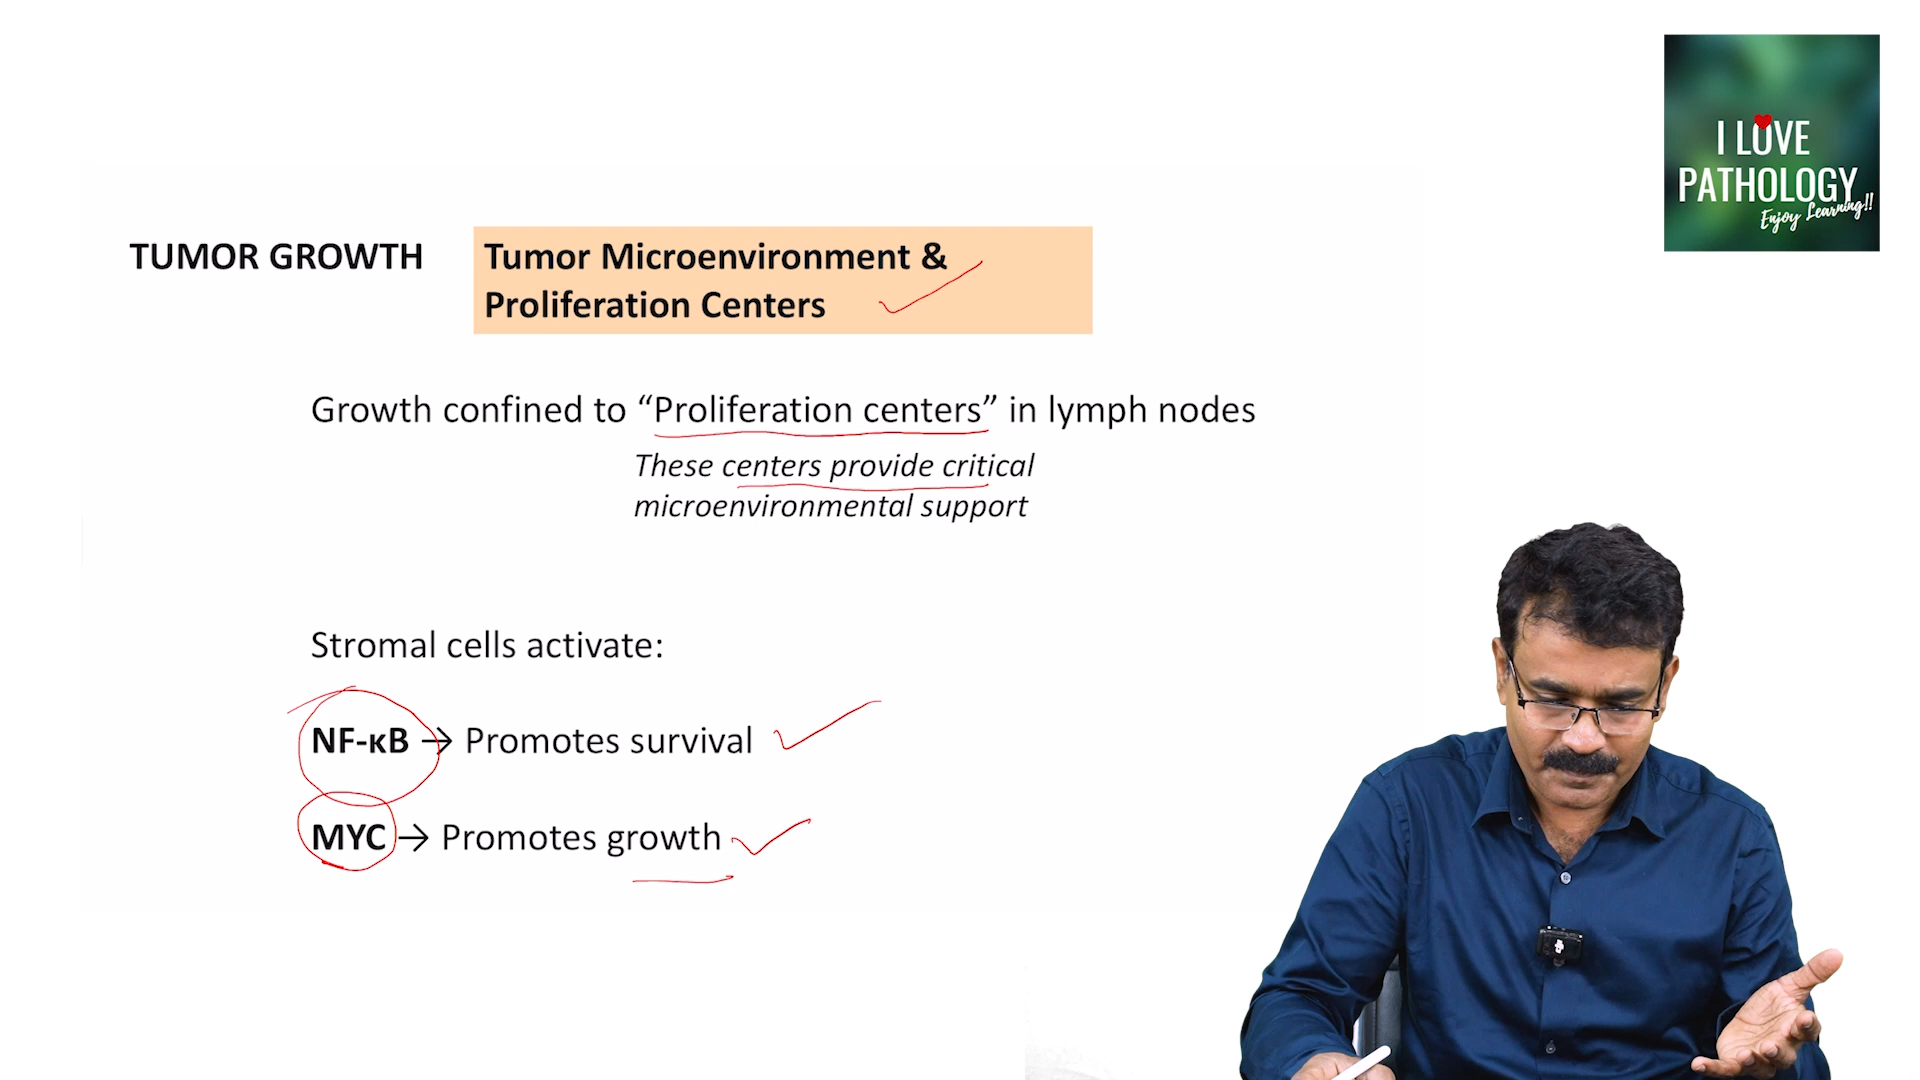 I LOVE
PATHOLOGY
Enjoy Learning!!
TUMOR GROWTH
Tumor Microenvironment &
Proliferation Centers
Growth confined to “Proliferation centers” in lymph nodes
These centers provide critical
microenvironmental support
Stromal cells activate:
NF-κB → Promotes survival
MYC → Promotes growth